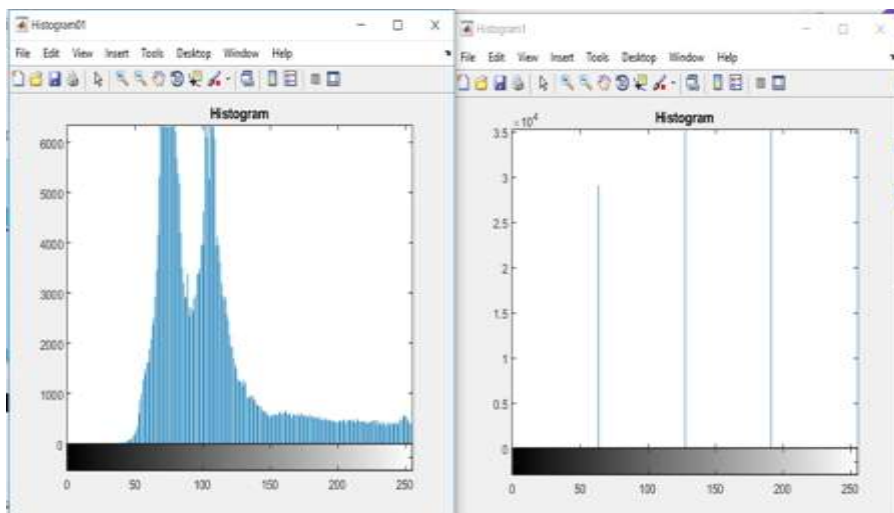 Histogram01
File Edit View Insert Tools Desktop Window Help
Histogram
6000
5000
4000
3000
2000
1000
0
0 50 100 150 200 250
Histogram1
File Edit View Insert Tools Desktop Window Help
×10⁴
Histogram
3.5
3
2.5
2
1.5
1
0.5
0
0 50 100 150 200 250